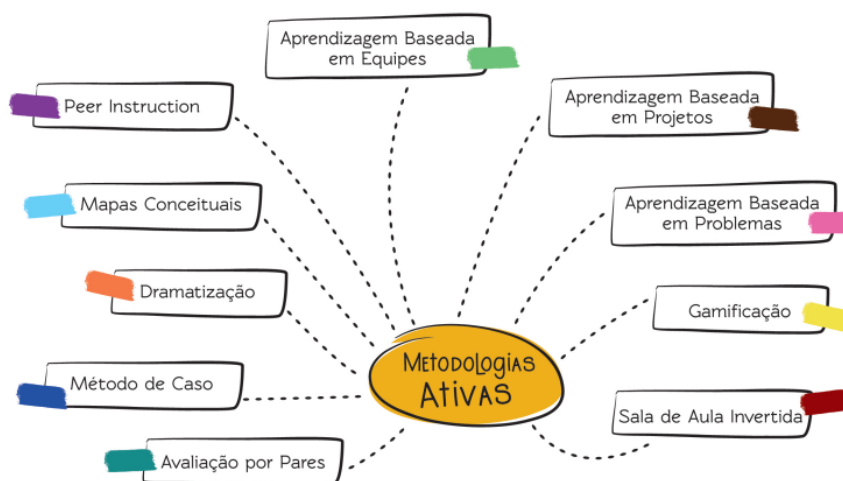 Aprendizagem Baseada
em Equipes
Peer Instruction
Aprendizagem Baseada
em Projetos
Mapas Conceituais
Aprendizagem Baseada
em Problemas
Dramatização
Gamificação
METODOLOGIAS
ATIVAS
Método de Caso
Sala de Aula Invertida
Avaliação por Pares